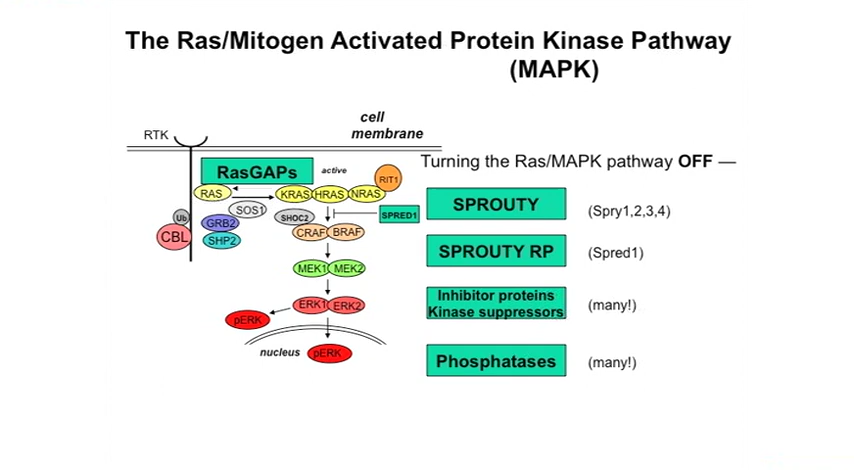 The Ras/Mitogen Activated Protein Kinase Pathway
(MAPK)
cell
membrane
RTK
RasGAPs
active
RIT1
RAS
KRAS
HRAS
NRAS
SOS1
Ub
GRB2
SHOC2
SPRED1
CBL
SHP2
CRAF
BRAF
MEK1
MEK2
ERK1
ERK2
pERK
nucleus
pERK
Turning the Ras/MAPK pathway OFF —
SPROUTY
(Spry1,2,3,4)
SPROUTY RP
(Spred1)
Inhibitor proteins
Kinase suppressors
(many!)
Phosphatases
(many!)